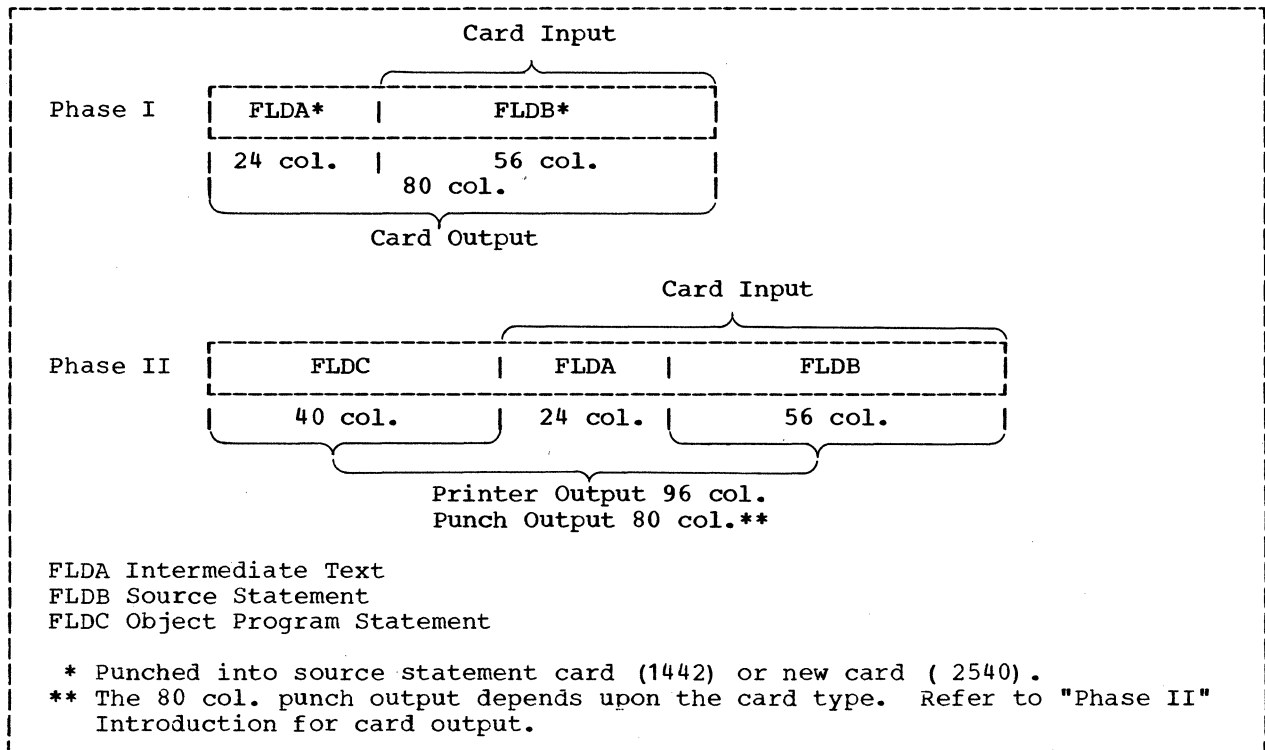 Card Input
Phase I FLDA* FLDB*
24 col. 56 col.
80 col.
Card Output
Card Input
Phase II FLDC FLDA FLDB
40 col. 24 col. 56 col.
Printer Output 96 col.
Punch Output 80 col.**
FLDA Intermediate Text
FLDB Source Statement
FLDC Object Program Statement
* Punched into source statement card (1442) or new card ( 2540).
** The 80 col. punch output depends upon the card type. Refer to "Phase II"
Introduction for card output.